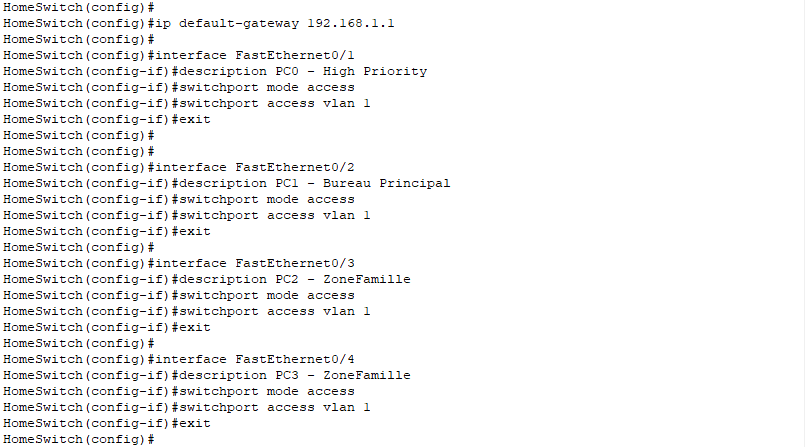 HomeSwitch(config)#
HomeSwitch(config)#ip default-gateway 192.168.1.1
HomeSwitch(config)#
HomeSwitch(config)#interface FastEthernet0/1
HomeSwitch(config-if)#description PC0 - High Priority
HomeSwitch(config-if)#switchport mode access
HomeSwitch(config-if)#switchport access vlan 1
HomeSwitch(config-if)#exit
HomeSwitch(config)#
HomeSwitch(config)#
HomeSwitch(config)#interface FastEthernet0/2
HomeSwitch(config-if)#description PC1 - Bureau Principal
HomeSwitch(config-if)#switchport mode access
HomeSwitch(config-if)#switchport access vlan 1
HomeSwitch(config-if)#exit
HomeSwitch(config)#
HomeSwitch(config)#interface FastEthernet0/3
HomeSwitch(config-if)#description PC2 - ZoneFamille
HomeSwitch(config-if)#switchport mode access
HomeSwitch(config-if)#switchport access vlan 1
HomeSwitch(config-if)#exit
HomeSwitch(config)#
HomeSwitch(config)#interface FastEthernet0/4
HomeSwitch(config-if)#description PC3 - ZoneFamille
HomeSwitch(config-if)#switchport mode access
HomeSwitch(config-if)#switchport access vlan 1
HomeSwitch(config-if)#exit
HomeSwitch(config)#